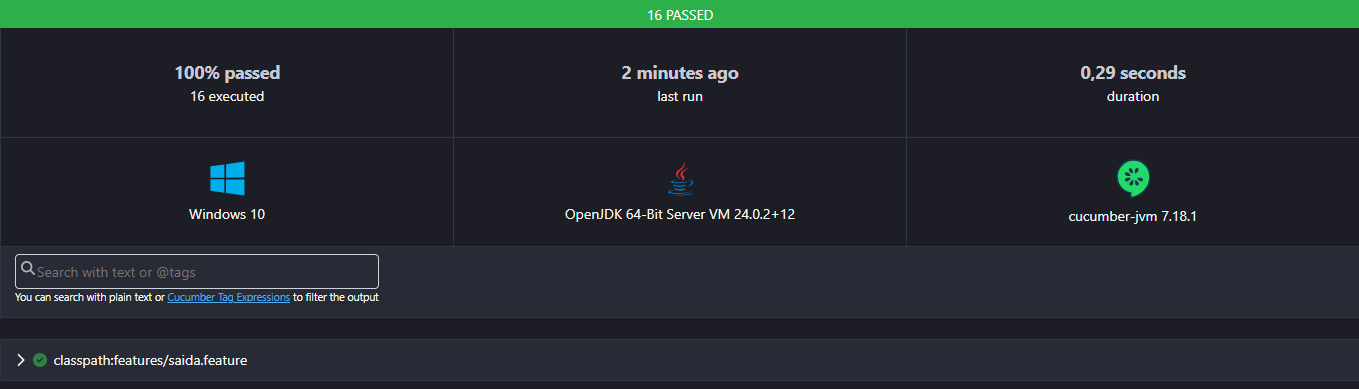 16 PASSED
100% passed
16 executed
2 minutes ago
last run
0,29 seconds
duration
Windows 10
OpenJDK 64-Bit Server VM 24.0.2+12
cucumber-jvm 7.18.1
Search with text or @tags
You can search with plain text or Cucumber Tag Expressions to filter the output
classpath:features/saida.feature